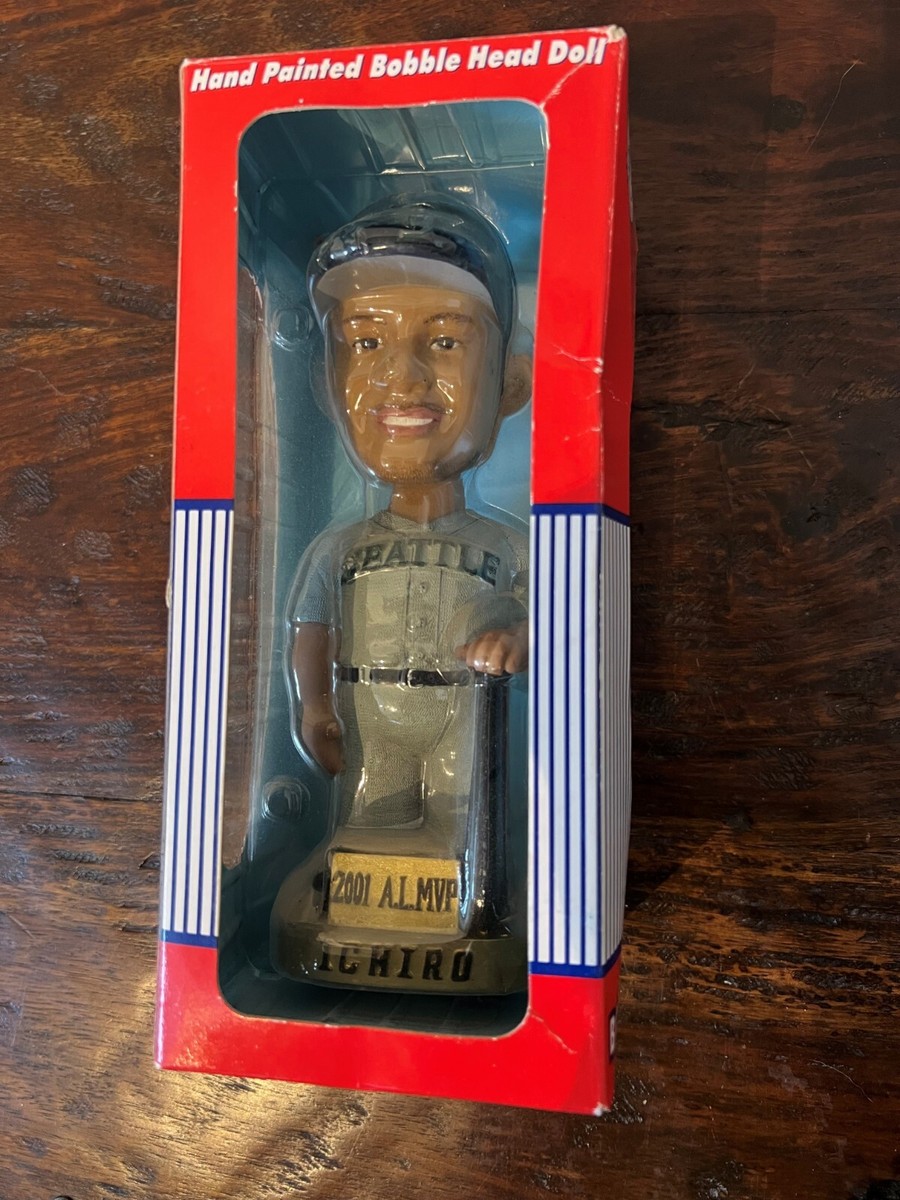 Hand Painted Bobble Head Doll
SEATTLE
2001 A.L.MVP
ICHIRO